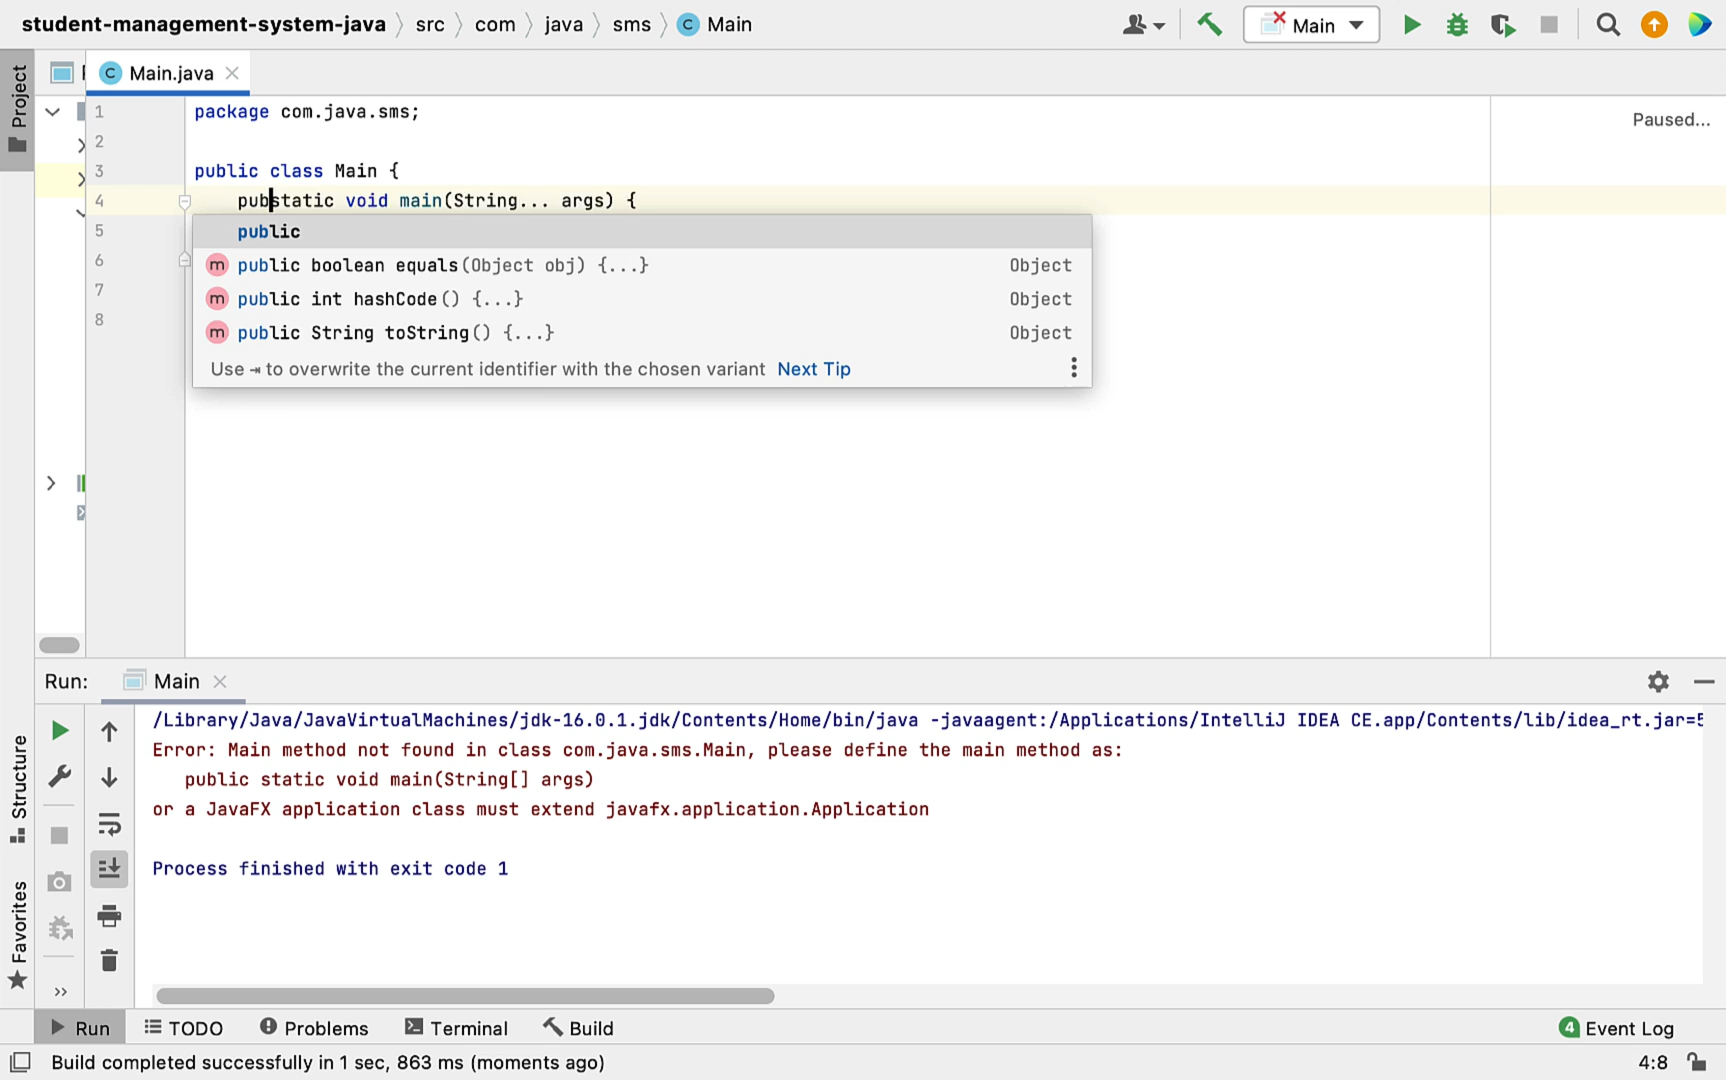 student-management-system-java src com java sms C Main
Main
Project
C Main.java
1 package com.java.sms;
2
3 public class Main {
4 pubstatic void main(String... args) {
5
6
7
8
Paused...
public
m public boolean equals(Object obj) {...} Object
m public int hashCode() {...} Object
m public String toString() {...} Object
Use ⇥ to overwrite the current identifier with the chosen variant Next Tip
Run: Main
/Library/Java/JavaVirtualMachines/jdk-16.0.1.jdk/Contents/Home/bin/java -javaagent:/Applications/IntelliJ IDEA CE.app/Contents/lib/idea_rt.jar=5
Error: Main method not found in class com.java.sms.Main, please define the main method as:
public static void main(String[] args)
or a JavaFX application class must extend javafx.application.Application
Process finished with exit code 1
Structure
Favorites
Run TODO Problems Terminal Build 4 Event Log
Build completed successfully in 1 sec, 863 ms (moments ago) 4:8